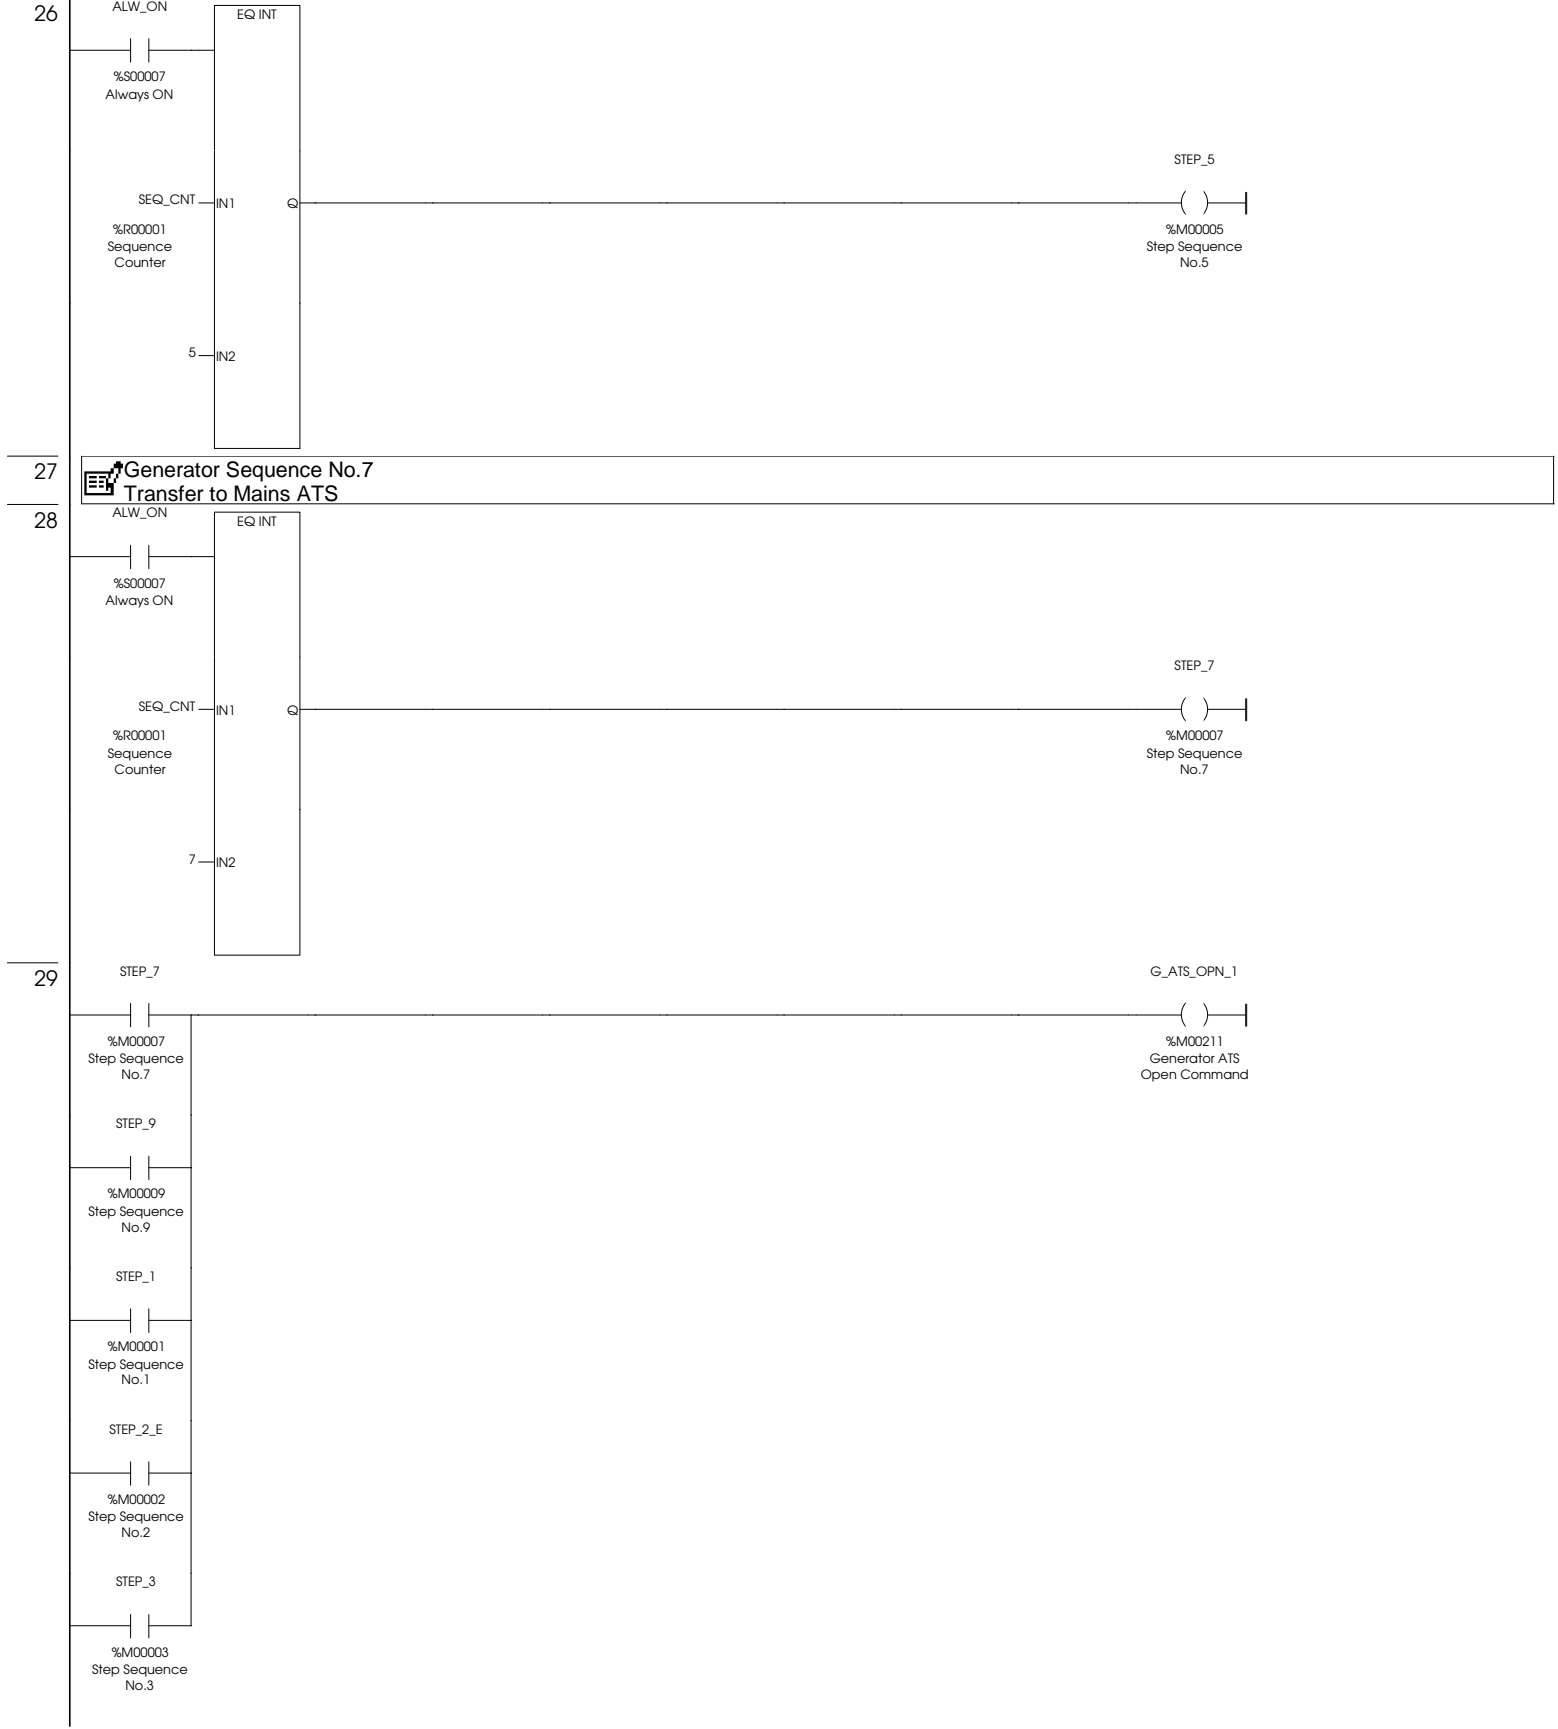 26
ALW_ON
EQ INT
%S00007
Always ON
STEP_5
SEQ_CNT
IN1
Q
%R00001
Sequence
Counter
%M00005
Step Sequence
No.5
5
IN2
27
Generator Sequence No.7
Transfer to Mains ATS
28
ALW_ON
EQ INT
%S00007
Always ON
STEP_7
SEQ_CNT
IN1
Q
%R00001
Sequence
Counter
%M00007
Step Sequence
No.7
7
IN2
29
STEP_7
G_ATS_OPN_1
%M00007
Step Sequence
No.7
%M00211
Generator ATS
Open Command
STEP_9
%M00009
Step Sequence
No.9
STEP_1
%M00001
Step Sequence
No.1
STEP_2_E
%M00002
Step Sequence
No.2
STEP_3
%M00003
Step Sequence
No.3